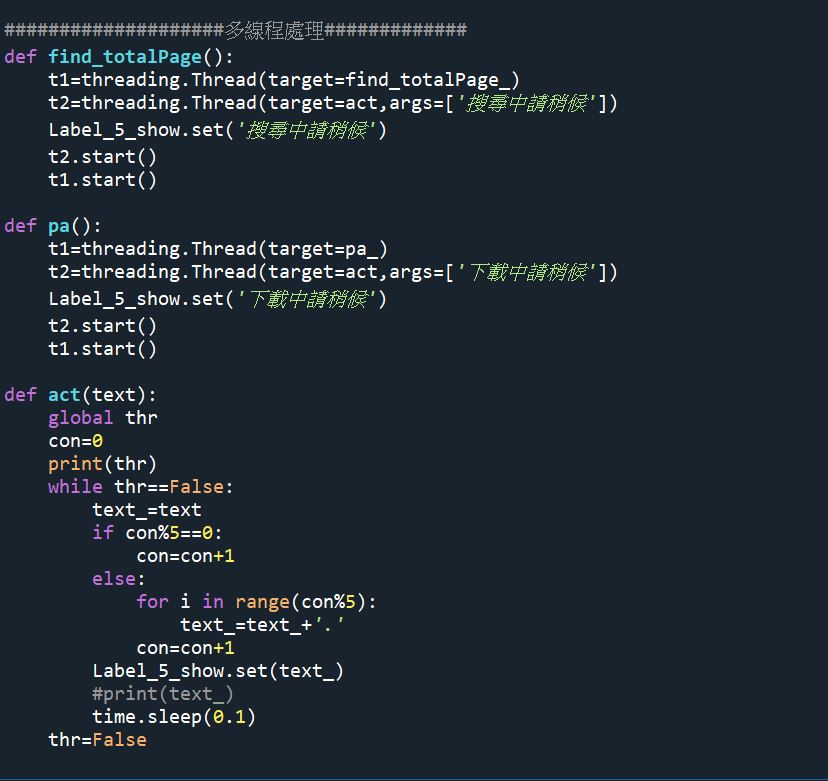 ####################多線程處理#############
def find_totalPage():
    t1=threading.Thread(target=find_totalPage_)
    t2=threading.Thread(target=act,args=['搜尋中請稍候'])
    Label_5_show.set('搜尋中請稍候')
    t2.start()
    t1.start()

def pa():
    t1=threading.Thread(target=pa_)
    t2=threading.Thread(target=act,args=['下載中請稍候'])
    Label_5_show.set('下載中請稍候')
    t2.start()
    t1.start()

def act(text):
    global thr
    con=0
    print(thr)
    while thr==False:
        text_=text
        if con%5==0:
            con=con+1
        else:
            for i in range(con%5):
                text_=text_+'.'
            con=con+1
        Label_5_show.set(text_)
        #print(text_)
        time.sleep(0.1)
    thr=False